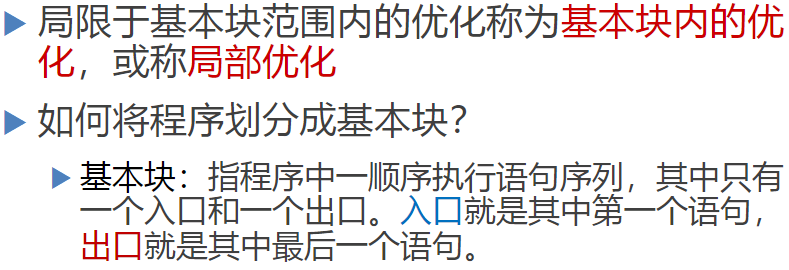 局限于基本块范围内的优化称为基本块内的优
化，或称局部优化
如何将程序划分成基本块？
基本块：指程序中一顺序执行语句序列，其中只有
一个入口和一个出口。入口就是其中第一个语句，
出口就是其中最后一个语句。